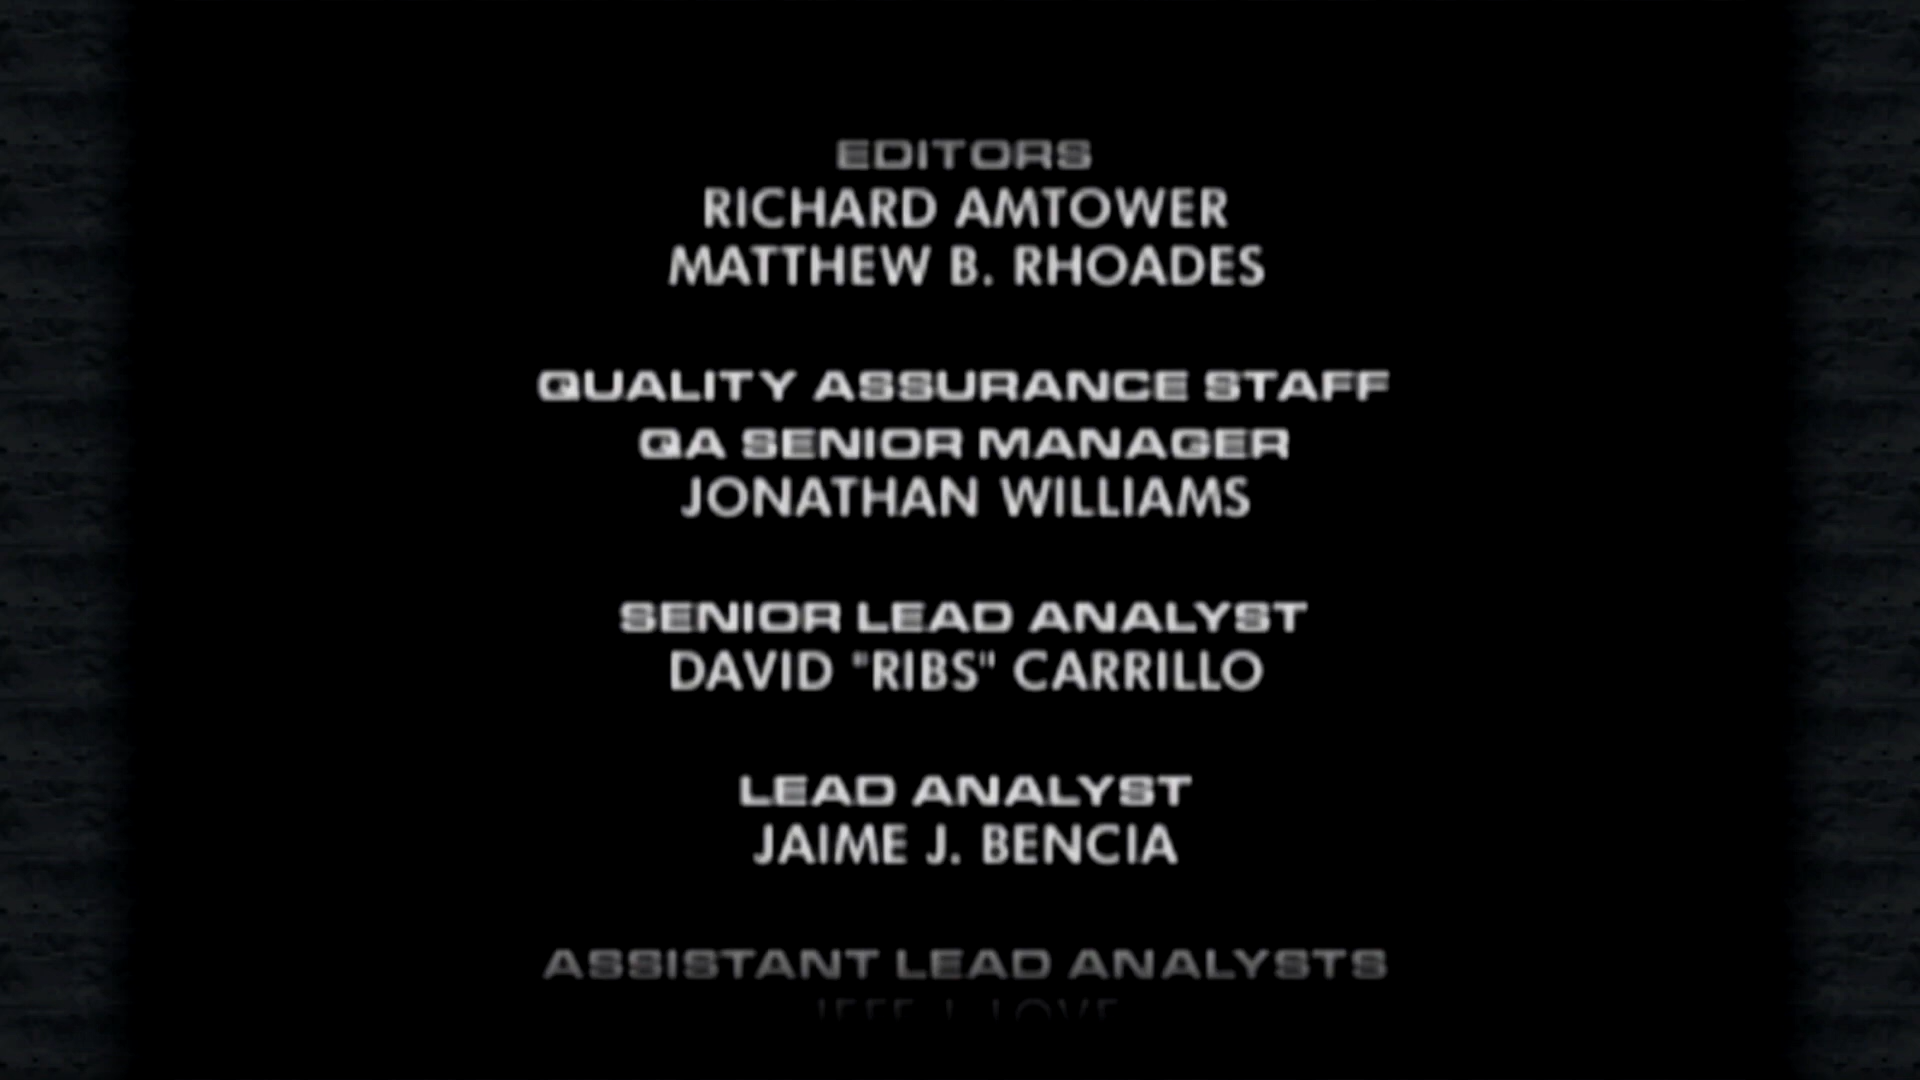 EDITORS
RICHARD AMTOWER
MATTHEW B. RHOADES
QUALITY ASSURANCE STAFF
QA SENIOR MANAGER
JONATHAN WILLIAMS
SENIOR LEAD ANALYST
DAVID "RIBS" CARRILLO
LEAD ANALYST
JAIME J. BENCIA
ASSISTANT LEAD ANALYSTS